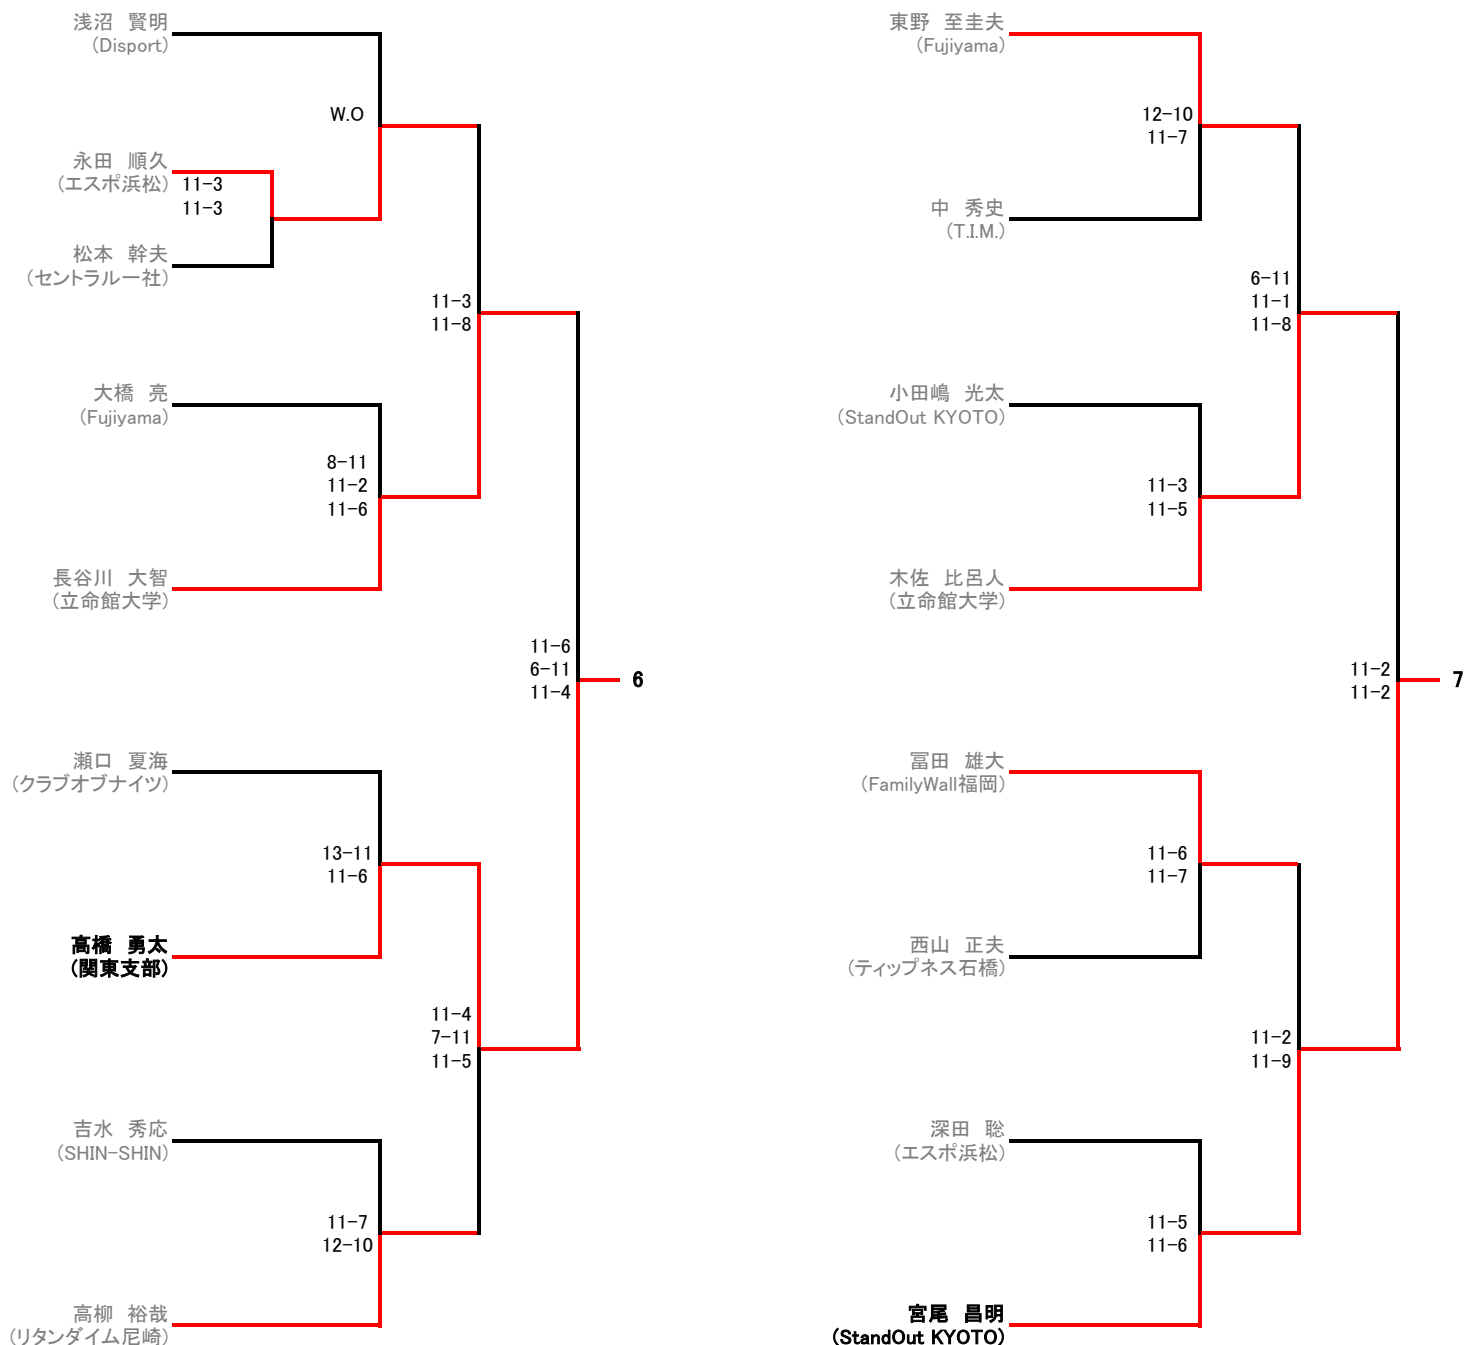 浅沼　賢明
(Disport)
W.O
永田　順久
(エスポ浜松)
11-3
11-3
松本　幹夫
(セントラル一社)
11-3
11-8
大橋　亮
(Fujiyama)
8-11
11-2
11-6
長谷川　大智
(立命館大学)
11-6
6-11
11-4
6
瀬口　夏海
(クラブオブナイツ)
13-11
11-6
高橋　勇太
(関東支部)
11-4
7-11
11-5
吉水　秀応
(SHIN-SHIN)
11-7
12-10
高柳　裕哉
(リタンダイム尼崎)
東野　至圭夫
(Fujiyama)
12-10
11-7
中　秀史
(T.I.M.)
6-11
11-1
11-8
小田嶋　光太
(StandOut KYOTO)
11-3
11-5
木佐　比呂人
(立命館大学)
11-2
11-2
7
冨田　雄大
(FamilyWall福岡)
11-6
11-7
西山　正夫
(ティップネス石橋)
11-2
11-9
深田　聡
(エスポ浜松)
11-5
11-6
宮尾　昌明
(StandOut KYOTO)